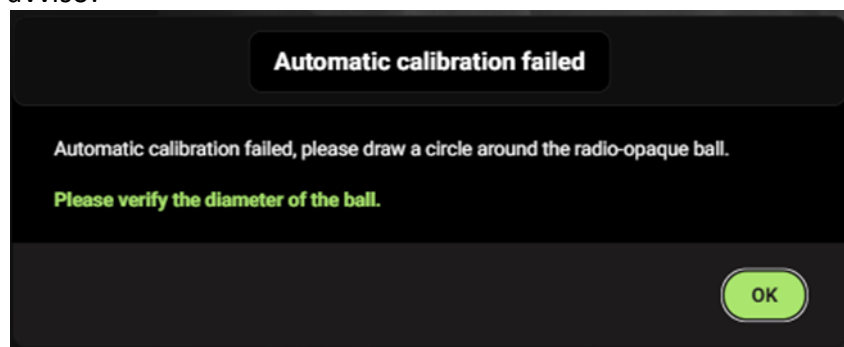 Automatic calibration failed
Automatic calibration failed, please draw a circle around the radio-opaque ball.
Please verify the diameter of the ball.
OK